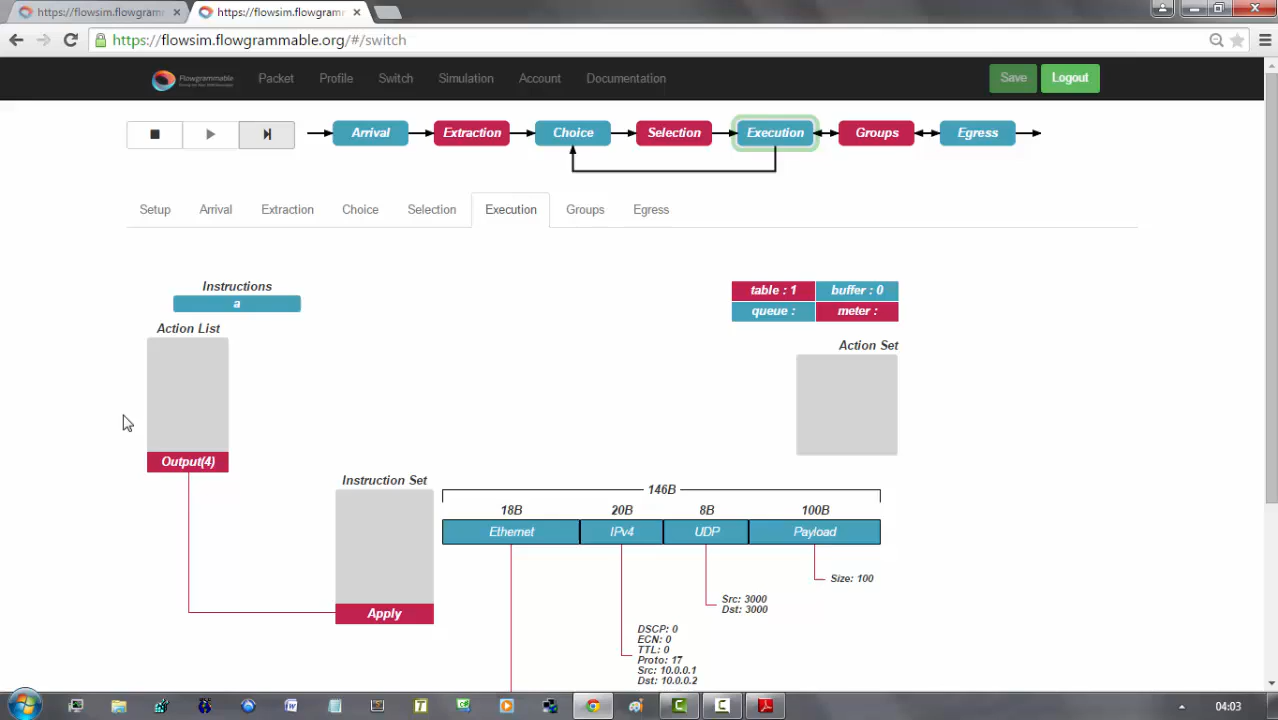 https://flowsim.flowgramm
https://flowsim.flowgramm
https://flowsim.flowgrammable.org/#/switch
Flowgrammable
Packet Profile Switch Simulation Account Documentation Save Logout
Arrival Extraction Choice Selection Execution Groups Egress
Setup Arrival Extraction Choice Selection Execution Groups Egress
Instructions
a
table : 1 buffer : 0
queue : meter :
Action List
Action Set
Output(4)
Instruction Set
146B
18B 20B 8B 100B
Ethernet IPv4 UDP Payload
Size: 100
Src: 3000
Dst: 3000
Apply
DSCP: 0
ECN: 0
TTL: 0
Proto: 17
Src: 10.0.0.1
Dst: 10.0.0.2
04:03